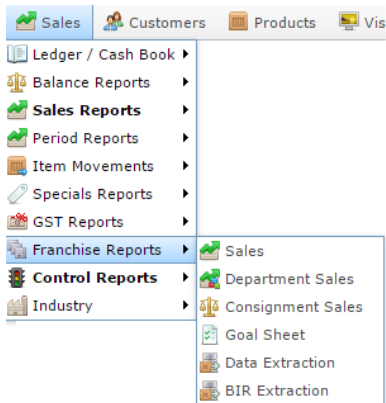 Sales Customers Products Vis
Ledger / Cash Book
Balance Reports
Sales Reports
Period Reports
Item Movements
Specials Reports
GST Reports
Franchise Reports
Control Reports
Industry
Sales
Department Sales
Consignment Sales
Goal Sheet
Data Extraction
BIR Extraction